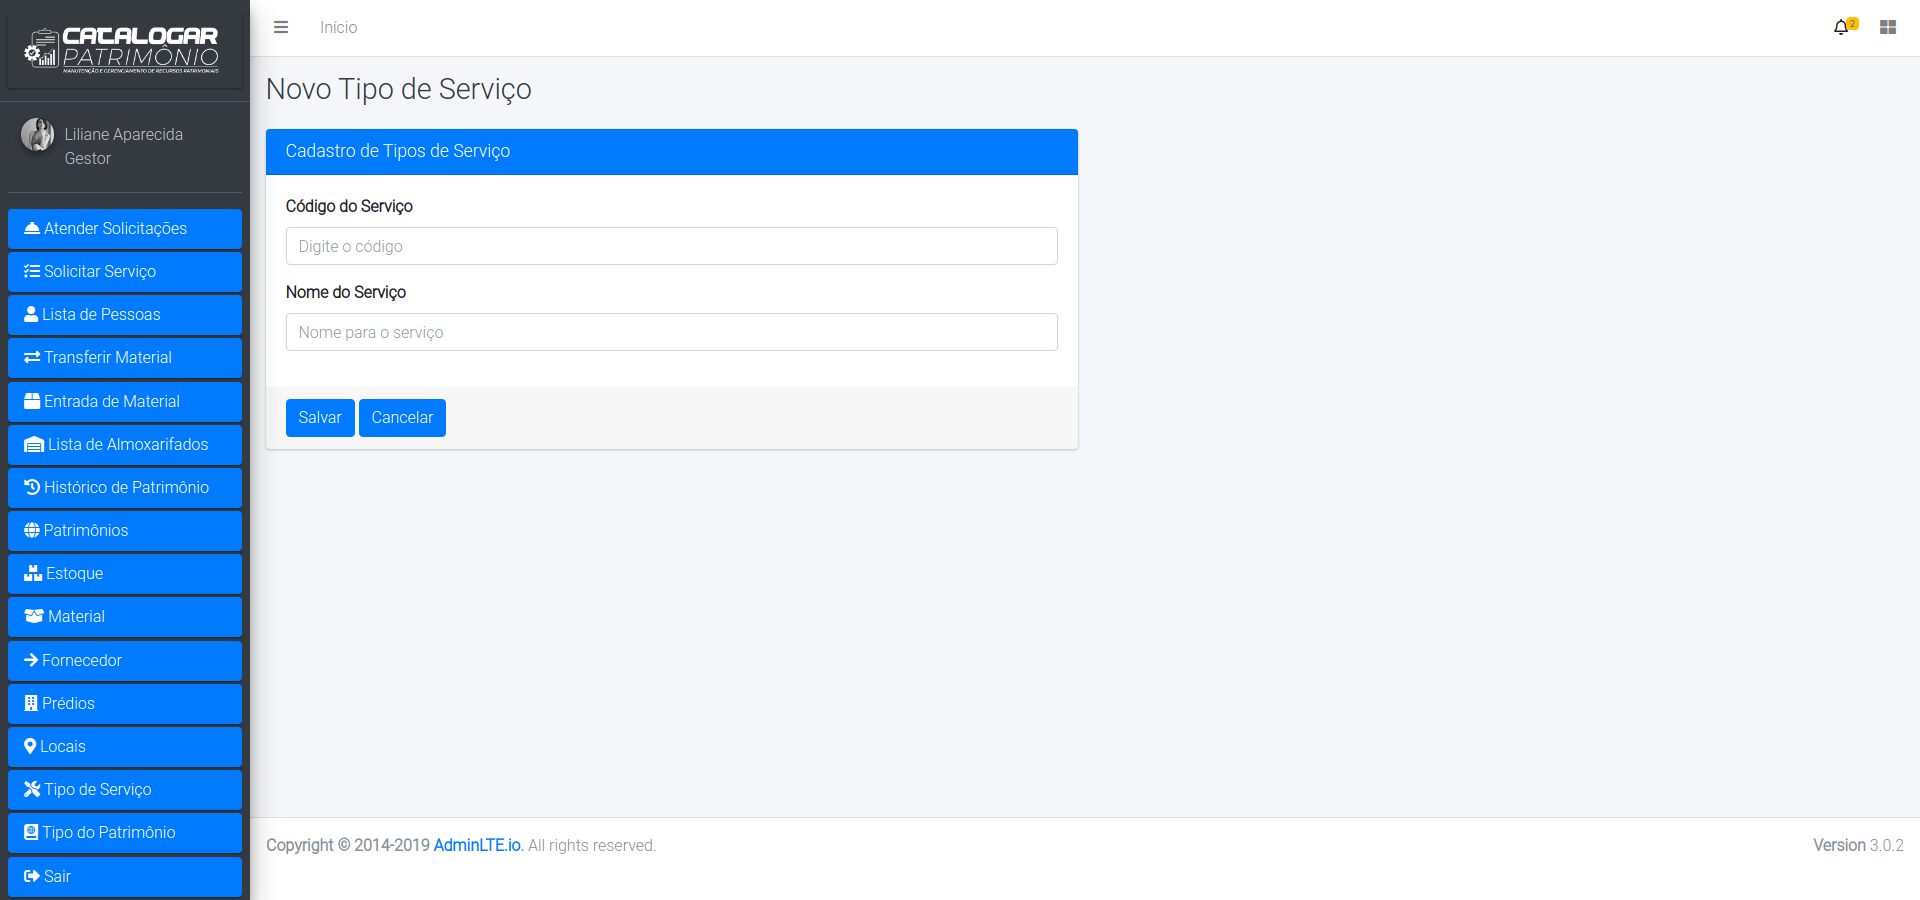 CATALOGAR
PATRIMÔNIO
MANUTENÇÃO E GERENCIAMENTO DE RECURSOS PATRIMONIAIS
Liliane Aparecida
Gestor
Atender Solicitações
Solicitar Serviço
Lista de Pessoas
Transferir Material
Entrada de Material
Lista de Almoxarifados
Histórico de Patrimônio
Patrimônios
Estoque
Material
Fornecedor
Prédios
Locais
Tipo de Serviço
Tipo do Patrimônio
Sair
Início
2
Novo Tipo de Serviço
Cadastro de Tipos de Serviço
Código do Serviço
Digite o código
Nome do Serviço
Nome para o serviço
Salvar Cancelar
Copyright © 2014-2019 AdminLTE.io. All rights reserved.
Version 3.0.2